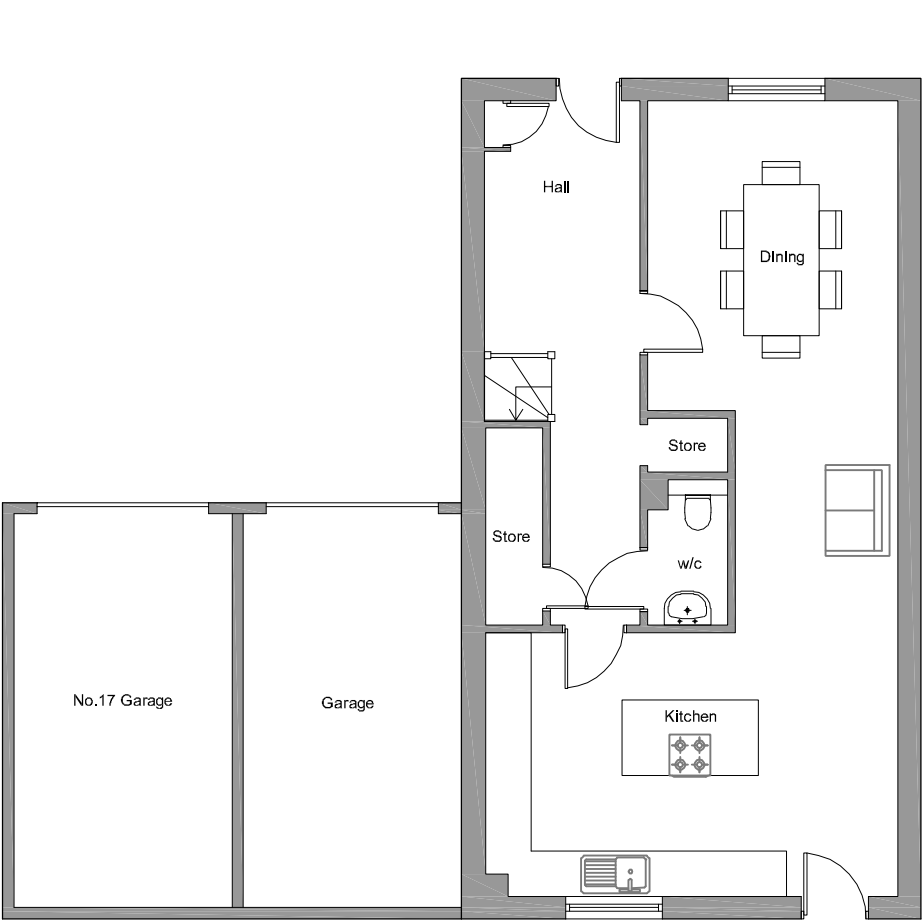 Hall
Dining
Store
Store
w/c
No.17 Garage
Garage
Kitchen